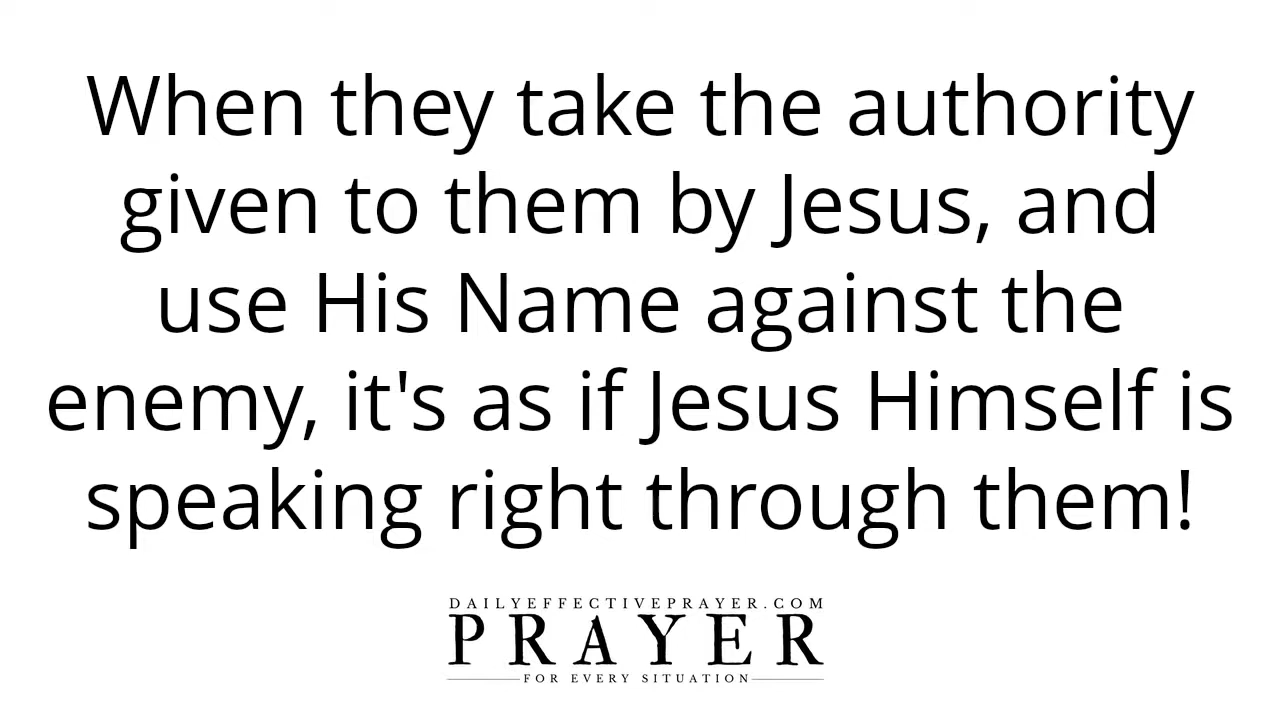 When they take the authority
given to them by Jesus, and
use His Name against the
enemy, it's as if Jesus Himself is
speaking right through them!
DAILYEFFECTIVEPRAYER.COM
PRAYER
FOR EVERY SITUATION